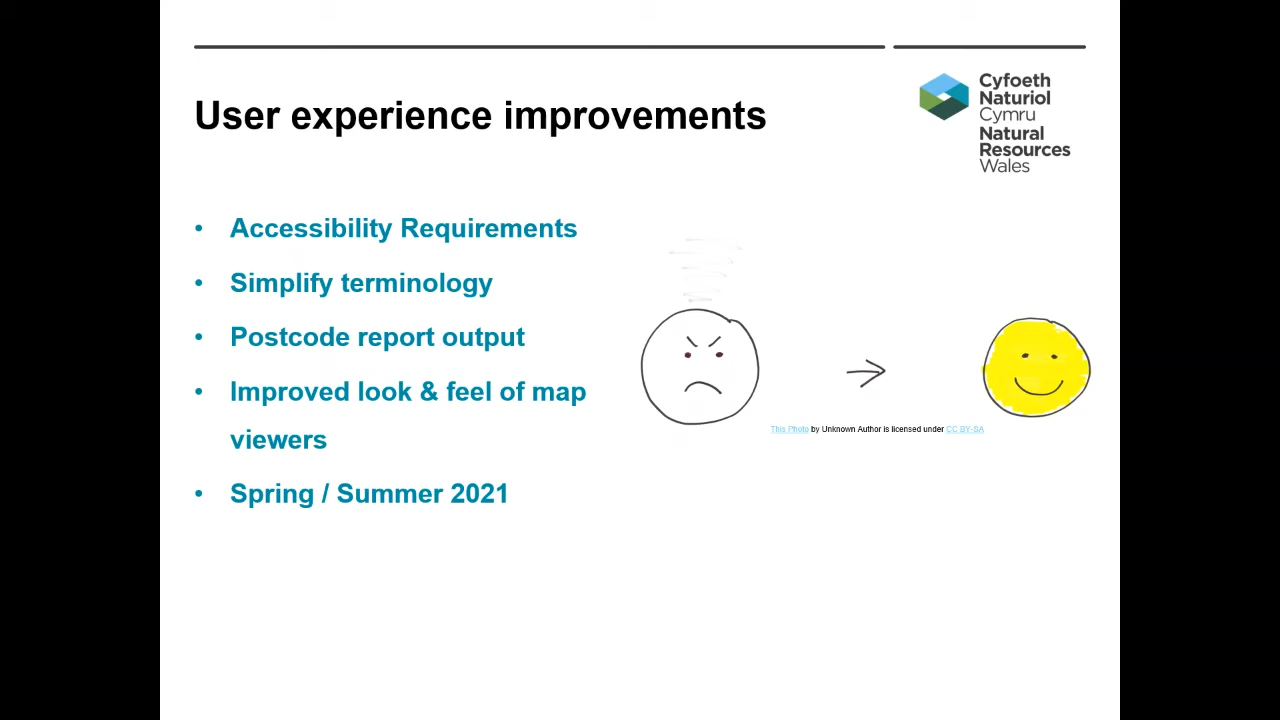 Cyfoeth
Naturiol
Cymru
Natural
Resources
Wales
User experience improvements
• Accessibility Requirements
• Simplify terminology
• Postcode report output
• Improved look & feel of map
viewers
• Spring / Summer 2021
This Photo by Unknown Author is licensed under CC BY-SA